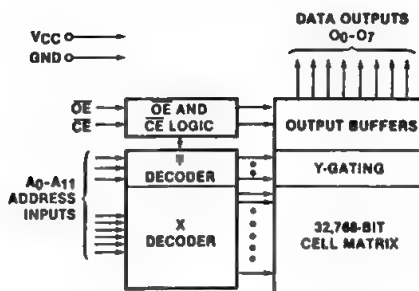 DATA OUTPUTS
O0–O7
VCC
GND
OE
CE
OE AND
CE LOGIC
OUTPUT BUFFERS
DECODER
Y-GATING
A0–A11
ADDRESS
INPUTS
X
DECODER
32,768-BIT
CELL MATRIX